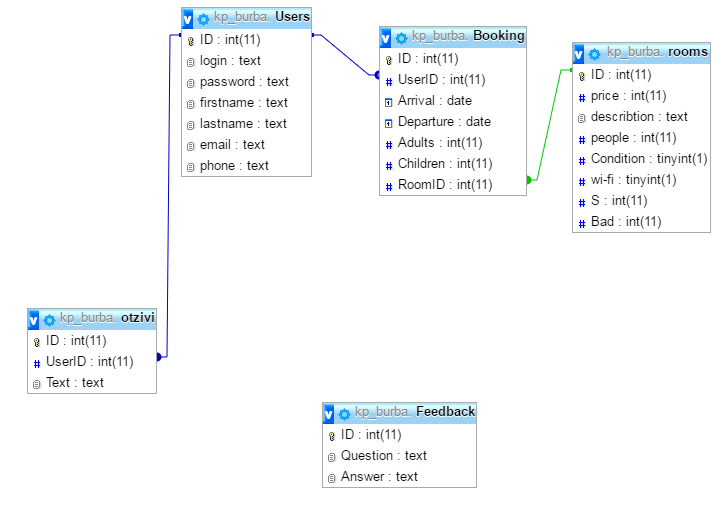 kp_burba. Users
ID : int(11)
login : text
password : text
firstname : text
lastname : text
email : text
phone : text
kp_burba. Booking
ID : int(11)
UserID : int(11)
Arrival : date
Departure : date
Adults : int(11)
Children : int(11)
RoomID : int(11)
kp_burba. rooms
ID : int(11)
price : int(11)
describtion : text
people : int(11)
Condition : tinyint(1)
wi-fi : tinyint(1)
S : int(11)
Bad : int(11)
kp_burba. otzivi
ID : int(11)
UserID : int(11)
Text : text
kp_burba. Feedback
ID : int(11)
Question : text
Answer : text